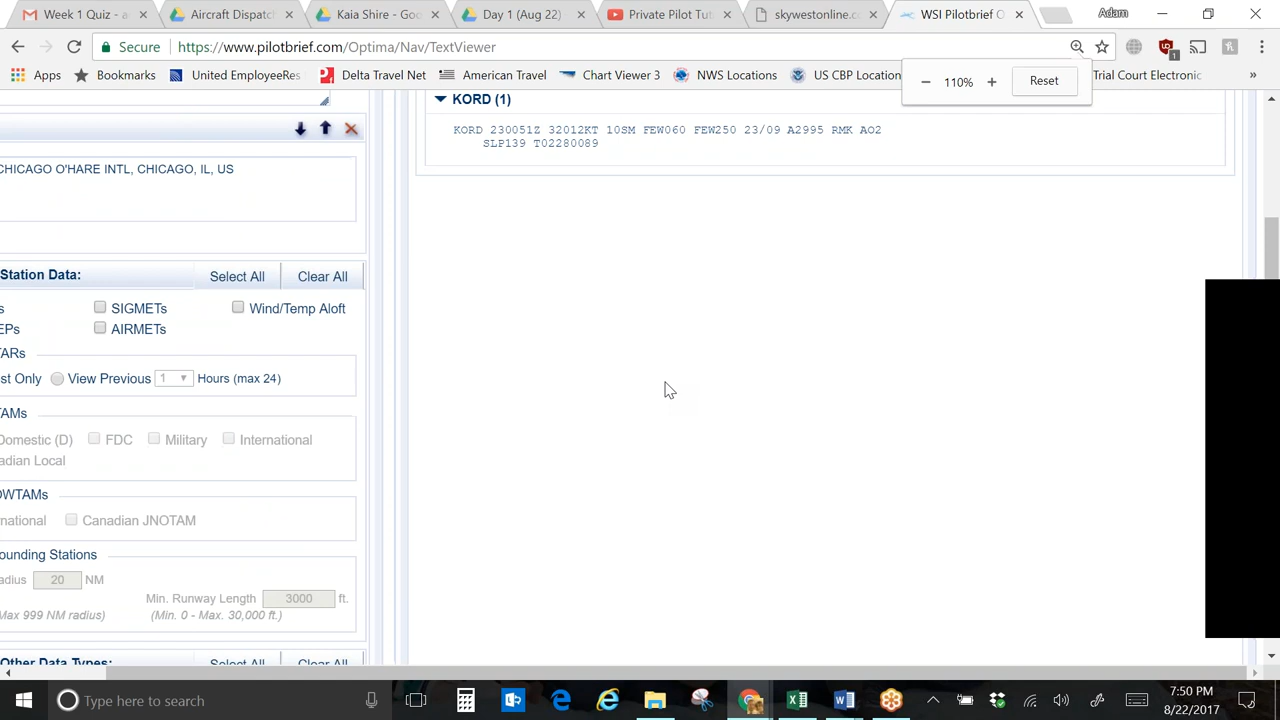 Week 1 Quiz - a
Aircraft Dispatch
Kaia Shire - Goo
Day 1 (Aug 22)
Private Pilot Tut
skywestonline.co
WSI Pilotbrief O
Adam
Secure
https://www.pilotbrief.com/Optima/Nav/TextViewer
1
Apps
Bookmarks
United EmployeeRes
Delta Travel Net
American Travel
Chart Viewer 3
NWS Locations
US CBP Location
Trial Court Electronic
»
− 110% + Reset
KORD (1)
KORD 230051Z 32012KT 10SM FEW060 FEW250 23/09 A2995 RMK AO2
SLP139 T02280089
CHICAGO O'HARE INTL, CHICAGO, IL, US
Station Data: Select All Clear All
s SIGMETs Wind/Temp Aloft
EPs AIRMETs
TARs
st Only View Previous 1 Hours (max 24)
TAMs
Domestic (D) FDC Military International
adian Local
OWTAMs
rnational Canadian JNOTAM
ounding Stations
adius 20 NM
Max 999 NM radius)
Min. Runway Length 3000 ft.
(Min. 0 - Max. 30,000 ft.)
Other Data Types: Select All Clear All
Type here to search
7:50 PM
8/22/2017